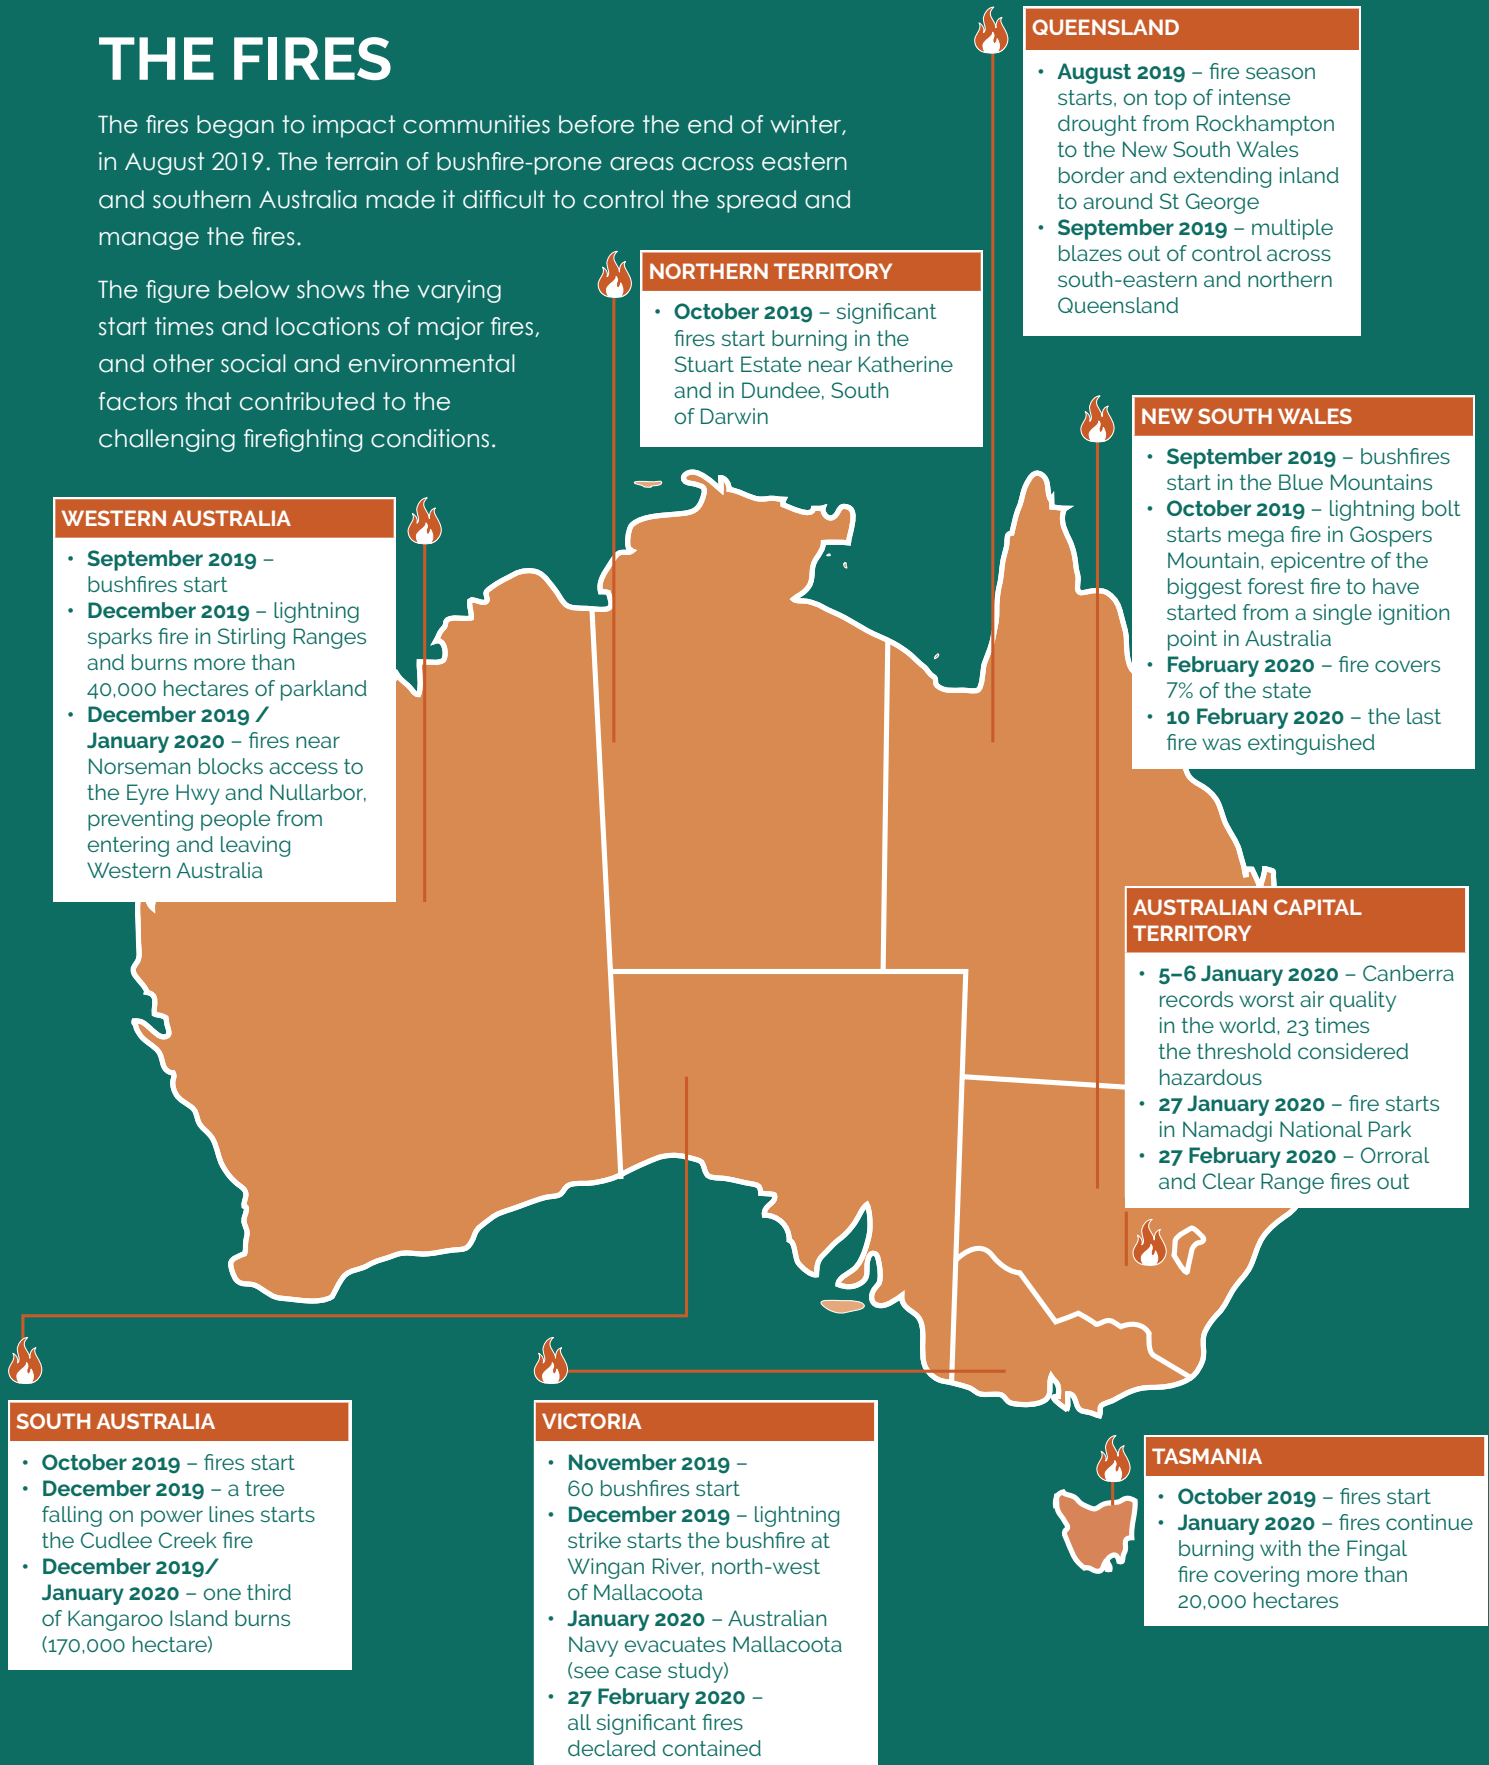 THE FIRES
The fires began to impact communities before the end of winter,
in August 2019. The terrain of bushfire-prone areas across eastern
and southern Australia made it difficult to control the spread and
manage the fires.
The figure below shows the varying
start times and locations of major fires,
and other social and environmental
factors that contributed to the
challenging firefighting conditions.
QUEENSLAND
• August 2019 – fire season
starts, on top of intense
drought from Rockhampton
to the New South Wales
border and extending inland
to around St George
• September 2019 – multiple
blazes out of control across
south-eastern and northern
Queensland
NORTHERN TERRITORY
• October 2019 – significant
fires start burning in the
Stuart Estate near Katherine
and in Dundee, South
of Darwin
NEW SOUTH WALES
• September 2019 – bushfires
start in the Blue Mountains
• October 2019 – lightning bolt
starts mega fire in Gospers
Mountain, epicentre of the
biggest forest fire to have
started from a single ignition
point in Australia
• February 2020 – fire covers
7% of the state
• 10 February 2020 – the last
fire was extinguished
WESTERN AUSTRALIA
• September 2019 –
bushfires start
• December 2019 – lightning
sparks fire in Stirling Ranges
and burns more than
40,000 hectares of parkland
• December 2019 /
January 2020 – fires near
Norseman blocks access to
the Eyre Hwy and Nullarbor,
preventing people from
entering and leaving
Western Australia
AUSTRALIAN CAPITAL
TERRITORY
• 5–6 January 2020 – Canberra
records worst air quality
in the world, 23 times
the threshold considered
hazardous
• 27 January 2020 – fire starts
in Namadgi National Park
• 27 February 2020 – Orroral
and Clear Range fires out
SOUTH AUSTRALIA
• October 2019 – fires start
• December 2019 – a tree
falling on power lines starts
the Cudlee Creek fire
• December 2019/
January 2020 – one third
of Kangaroo Island burns
(170,000 hectare)
VICTORIA
• November 2019 –
60 bushfires start
• December 2019 – lightning
strike starts the bushfire at
Wingan River, north-west
of Mallacoota
• January 2020 – Australian
Navy evacuates Mallacoota
(see case study)
• 27 February 2020 –
all significant fires
declared contained
TASMANIA
• October 2019 – fires start
• January 2020 – fires continue
burning with the Fingal
fire covering more than
20,000 hectares